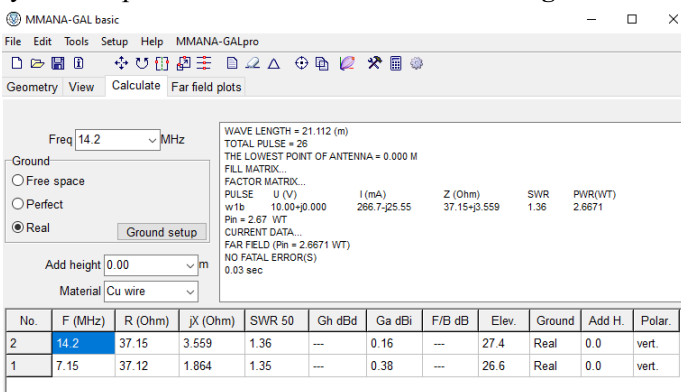 MMANA-GAL basic
File Edit Tools Setup Help MMANA-GALpro
Geometry View Calculate Far field plots
Freq 14.2 MHz
Ground
Free space
Perfect
Real Ground setup
Add height 0.00 m
Material Cu wire
WAVE LENGTH = 21.112 (m)
TOTAL PULSE = 26
THE LOWEST POINT OF ANTENNA = 0.000 M
FILL MATRIX...
FACTOR MATRIX...
PULSE U (V) I (mA) Z (Ohm) SWR PWR(WT)
w1b 10.00+j0.000 266.7-j25.55 37.15+j3.559 1.36 2.6671
Pin = 2.67 WT
CURRENT DATA...
FAR FIELD (Pin = 2.6671 WT)
NO FATAL ERROR(S)
0.03 sec
No. F (MHz) R (Ohm) jX (Ohm) SWR 50 Gh dBd Ga dBi F/B dB Elev. Ground Add H. Polar.
2 14.2 37.15 3.559 1.36 --- 0.16 --- 27.4 Real 0.0 vert.
1 7.15 37.12 1.864 1.35 --- 0.38 --- 26.6 Real 0.0 vert.